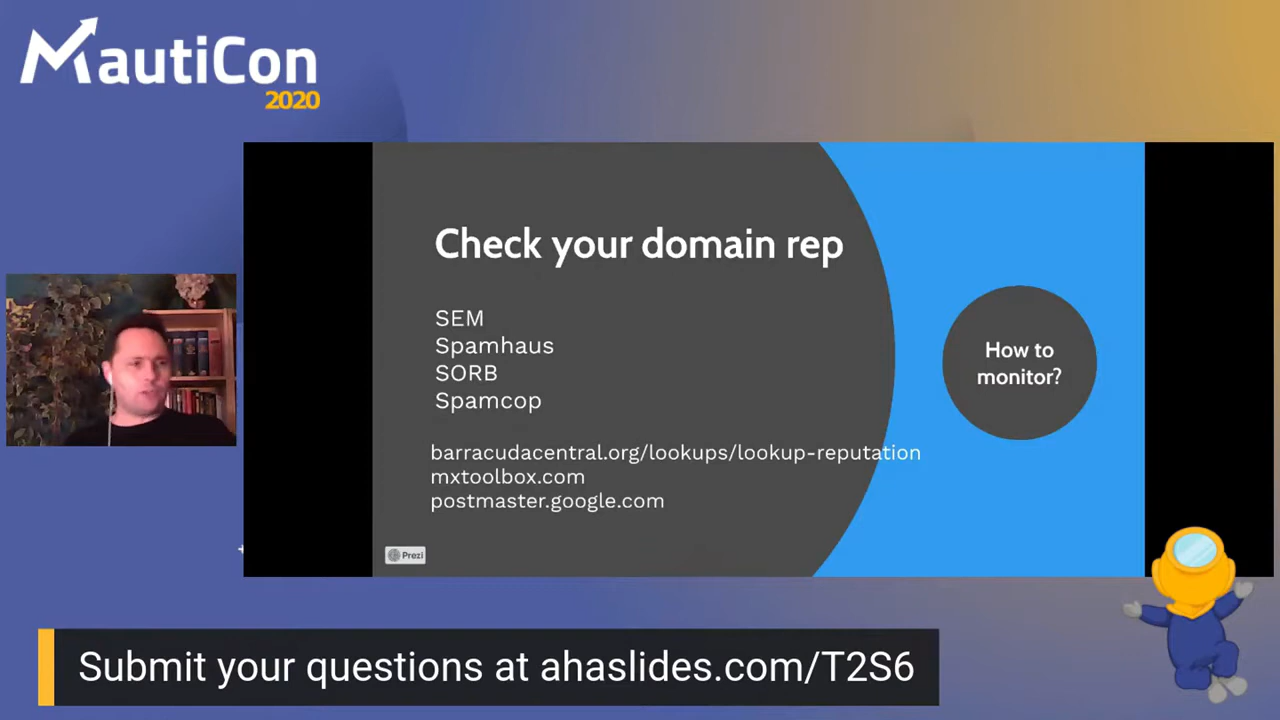 MautiCon
2020
Check your domain rep
SEM
Spamhaus
SORB
Spamcop
barracudacentral.org/lookups/lookup-reputation
mxtoolbox.com
postmaster.google.com
How to
monitor?
Prezi
Submit your questions at ahaslides.com/T2S6